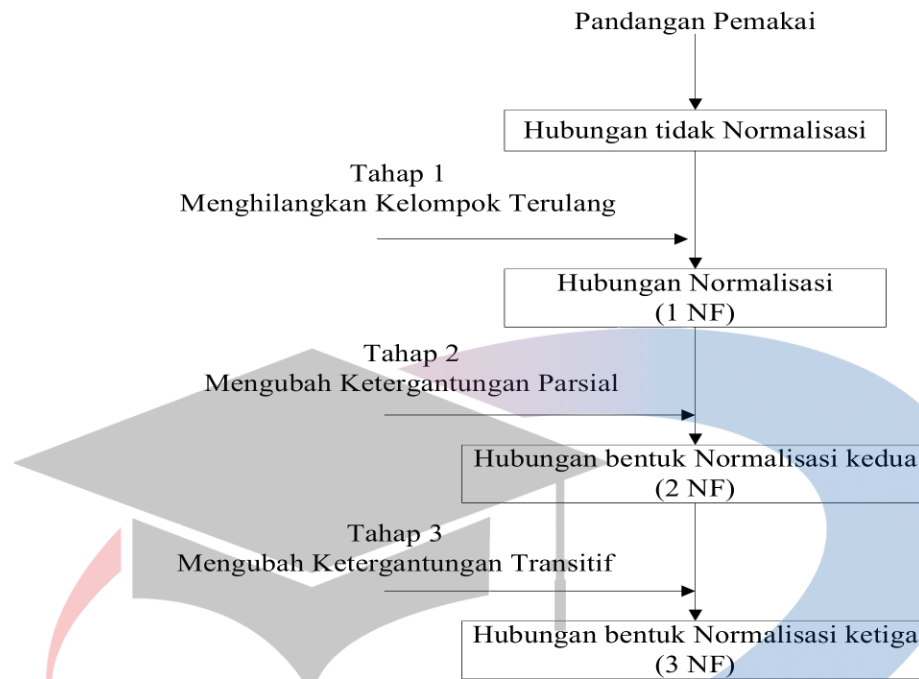 Pandangan Pemakai
Hubungan tidak Normalisasi
Tahap 1
Menghilangkan Kelompok Terulang
Hubungan Normalisasi
(1 NF)
Tahap 2
Mengubah Ketergantungan Parsial
Hubungan bentuk Normalisasi kedua
(2 NF)
Tahap 3
Mengubah Ketergantungan Transitif
Hubungan bentuk Normalisasi ketiga
(3 NF)